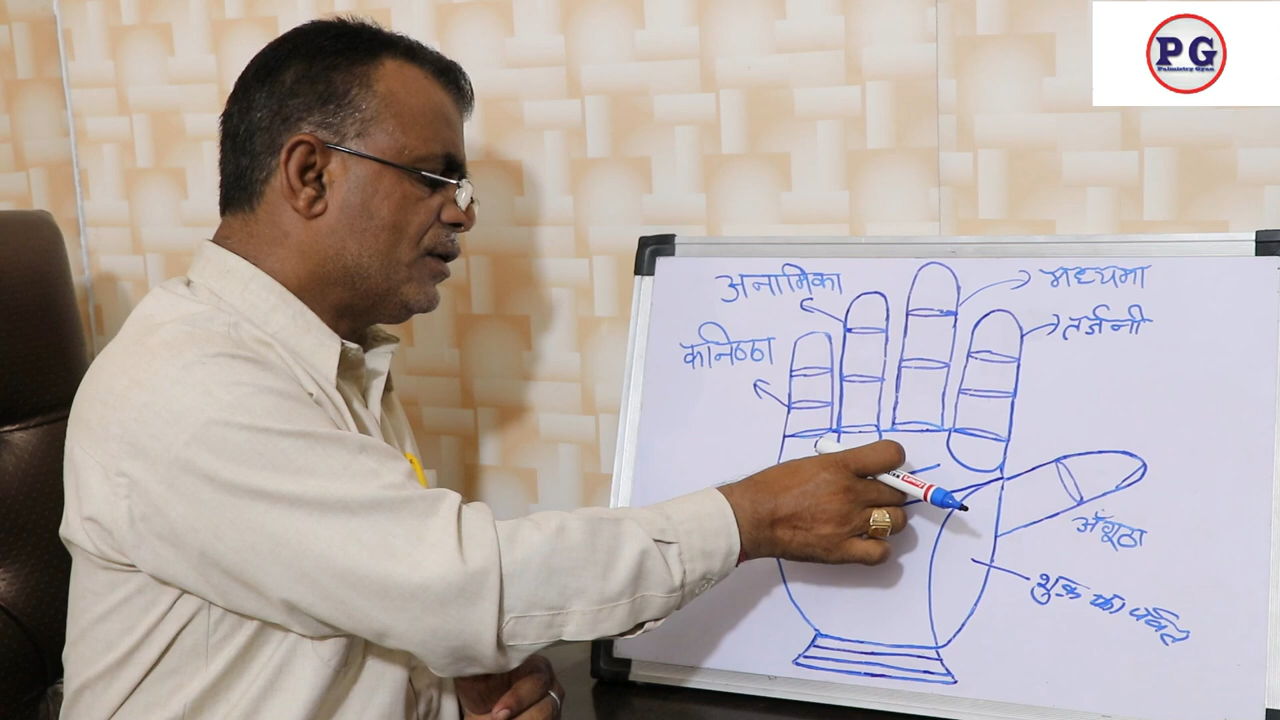 PG
Palmistry Gyan
अनामिका
मध्यमा
तर्जनी
कनिष्ठा
अँगूठा
शुक्र का पर्वत